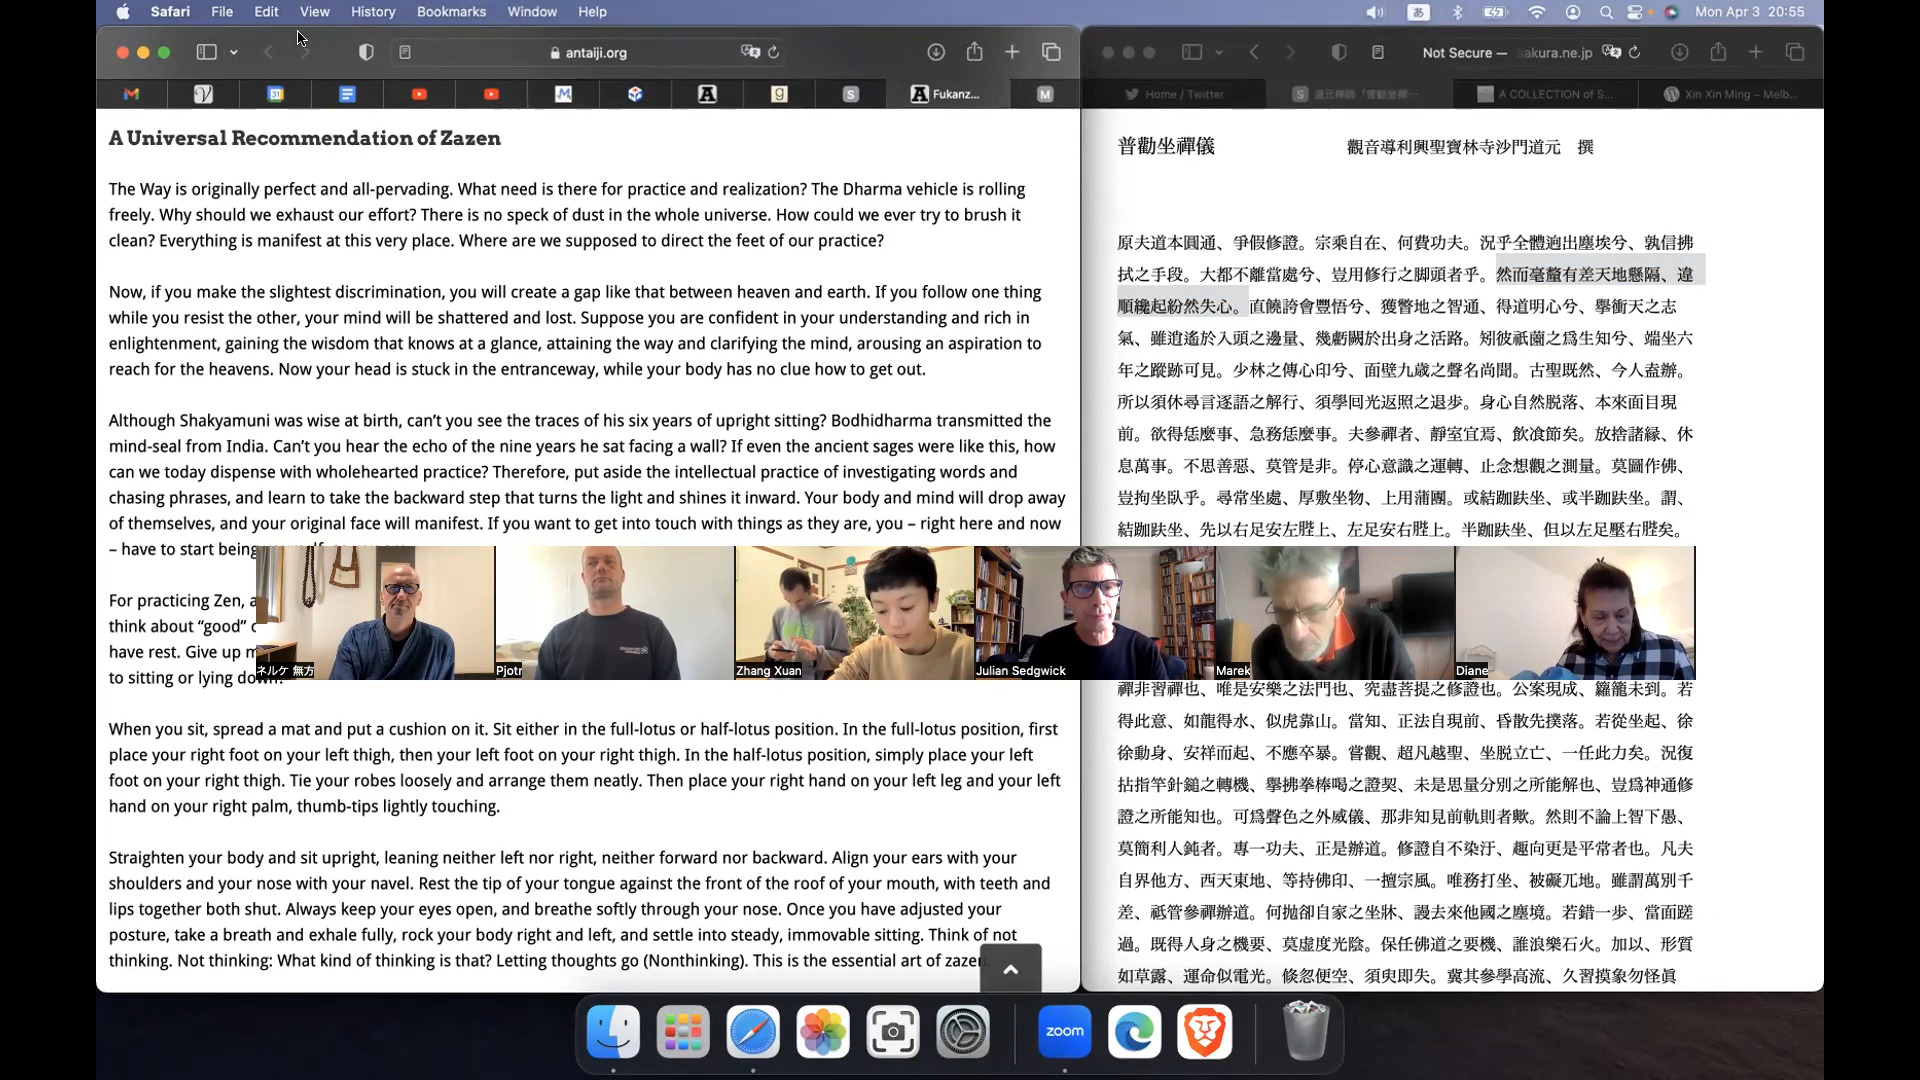 Safari File Edit View History Bookmarks Window Help
あ
Mon Apr 3 20:55
antaiji.org
Fukanz...
Not Secure — sakura.ne.jp
Home / Twitter
A COLLECTION of S...
Xin Xin Ming – Melb...
A Universal Recommendation of Zazen
The Way is originally perfect and all-pervading. What need is there for practice and realization? The Dharma vehicle is rolling
freely. Why should we exhaust our effort? There is no speck of dust in the whole universe. How could we ever try to brush it
clean? Everything is manifest at this very place. Where are we supposed to direct the feet of our practice?
Now, if you make the slightest discrimination, you will create a gap like that between heaven and earth. If you follow one thing
while you resist the other, your mind will be shattered and lost. Suppose you are confident in your understanding and rich in
enlightenment, gaining the wisdom that knows at a glance, attaining the way and clarifying the mind, arousing an aspiration to
reach for the heavens. Now your head is stuck in the entranceway, while your body has no clue how to get out.
Although Shakyamuni was wise at birth, can't you see the traces of his six years of upright sitting? Bodhidharma transmitted the
mind-seal from India. Can't you hear the echo of the nine years he sat facing a wall? If even the ancient sages were like this, how
can we today dispense with wholehearted practice? Therefore, put aside the intellectual practice of investigating words and
chasing phrases, and learn to take the backward step that turns the light and shines it inward. Your body and mind will drop away
of themselves, and your original face will manifest. If you want to get into touch with things as they are, you – right here and now
– have to start being
For practicing Zen, a
think about “good” o
have rest. Give up m
to sitting or lying down.
When you sit, spread a mat and put a cushion on it. Sit either in the full-lotus or half-lotus position. In the full-lotus position, first
place your right foot on your left thigh, then your left foot on your right thigh. In the half-lotus position, simply place your left
foot on your right thigh. Tie your robes loosely and arrange them neatly. Then place your right hand on your left leg and your left
hand on your right palm, thumb-tips lightly touching.
Straighten your body and sit upright, leaning neither left nor right, neither forward nor backward. Align your ears with your
shoulders and your nose with your navel. Rest the tip of your tongue against the front of the roof of your mouth, with teeth and
lips together both shut. Always keep your eyes open, and breathe softly through your nose. Once you have adjusted your
posture, take a breath and exhale fully, rock your body right and left, and settle into steady, immovable sitting. Think of not
thinking. Not thinking: What kind of thinking is that? Letting thoughts go (Nonthinking). This is the essential art of zazen.
普勸坐禪儀 觀音導利興聖寶林寺沙門道元 撰
原夫道本圓通、爭假修證。宗乘自在、何費功夫。況乎全體逈出塵埃兮、孰信拂
拭之手段。大都不離當處兮、豈用修行之脚頭者乎。然而毫釐有差天地懸隔、違
順纔起紛然失心。直饒誇會豐悟兮、獲瞥地之智通、得道明心兮、擧衝天之志
氣、雖逍遙於入頭之邊量、幾虧闕於出身之活路。矧彼祇薗之爲生知兮、端坐六
年之蹤跡可見。少林之傳心印兮、面壁九歳之聲名尚聞。古聖既然、今人盍辦。
所以須休尋言逐語之解行、須學囘光返照之退歩。身心自然脱落、本來面目現
前。欲得恁麼事、急務恁麼事。夫參禪者、靜室宜焉、飮飡節矣。放捨諸縁、休
息萬事。不思善惡、莫管是非。停心意識之運轉、止念想觀之測量。莫圖作佛、
豈拘坐臥乎。尋常坐處、厚敷坐物、上用蒲團。或結跏趺坐、或半跏趺坐。謂、
結跏趺坐、先以右足安左䏶上、左足安右䏶上。半跏趺坐、但以左足壓右䏶矣。
禪非習禪也、唯是安樂之法門也、究盡菩提之修證也。公案現成、籮籠未到。若
得此意、如龍得水、似虎靠山。當知、正法自現前、昏散先撲落。若從坐起、徐
徐動身、安祥而起、不應卒暴。嘗觀、超凡越聖、坐脱立亡、一任此力矣。況復
拈指竿針鎚之轉機、擧拂拳棒喝之證契、未是思量分別之所能解也、豈爲神通修
證之所能知也。可爲聲色之外威儀、那非知見前軌則者歟。然則不論上智下愚、
莫簡利人鈍者。專一功夫、正是辦道。修證自不染汙、趣向更是平常者也。凡夫
自界他方、西天東地、等持佛印、一擅宗風。唯務打坐、被礙兀地。雖謂萬別千
差、祗管參禪辦道。何抛卻自家之坐牀、謾去來他國之塵境。若錯一歩、當面蹉
過。既得人身之機要、莫虚度光陰。保任佛道之要機、誰浪樂石火。加以、形質
如草露、運命似電光。倏忽便空、須臾即失。冀其參學高流、久習摸象勿怪眞
ネルケ 無方
Pjotr
Zhang Xuan
Julian Sedgwick
Marek
Diane
zoom